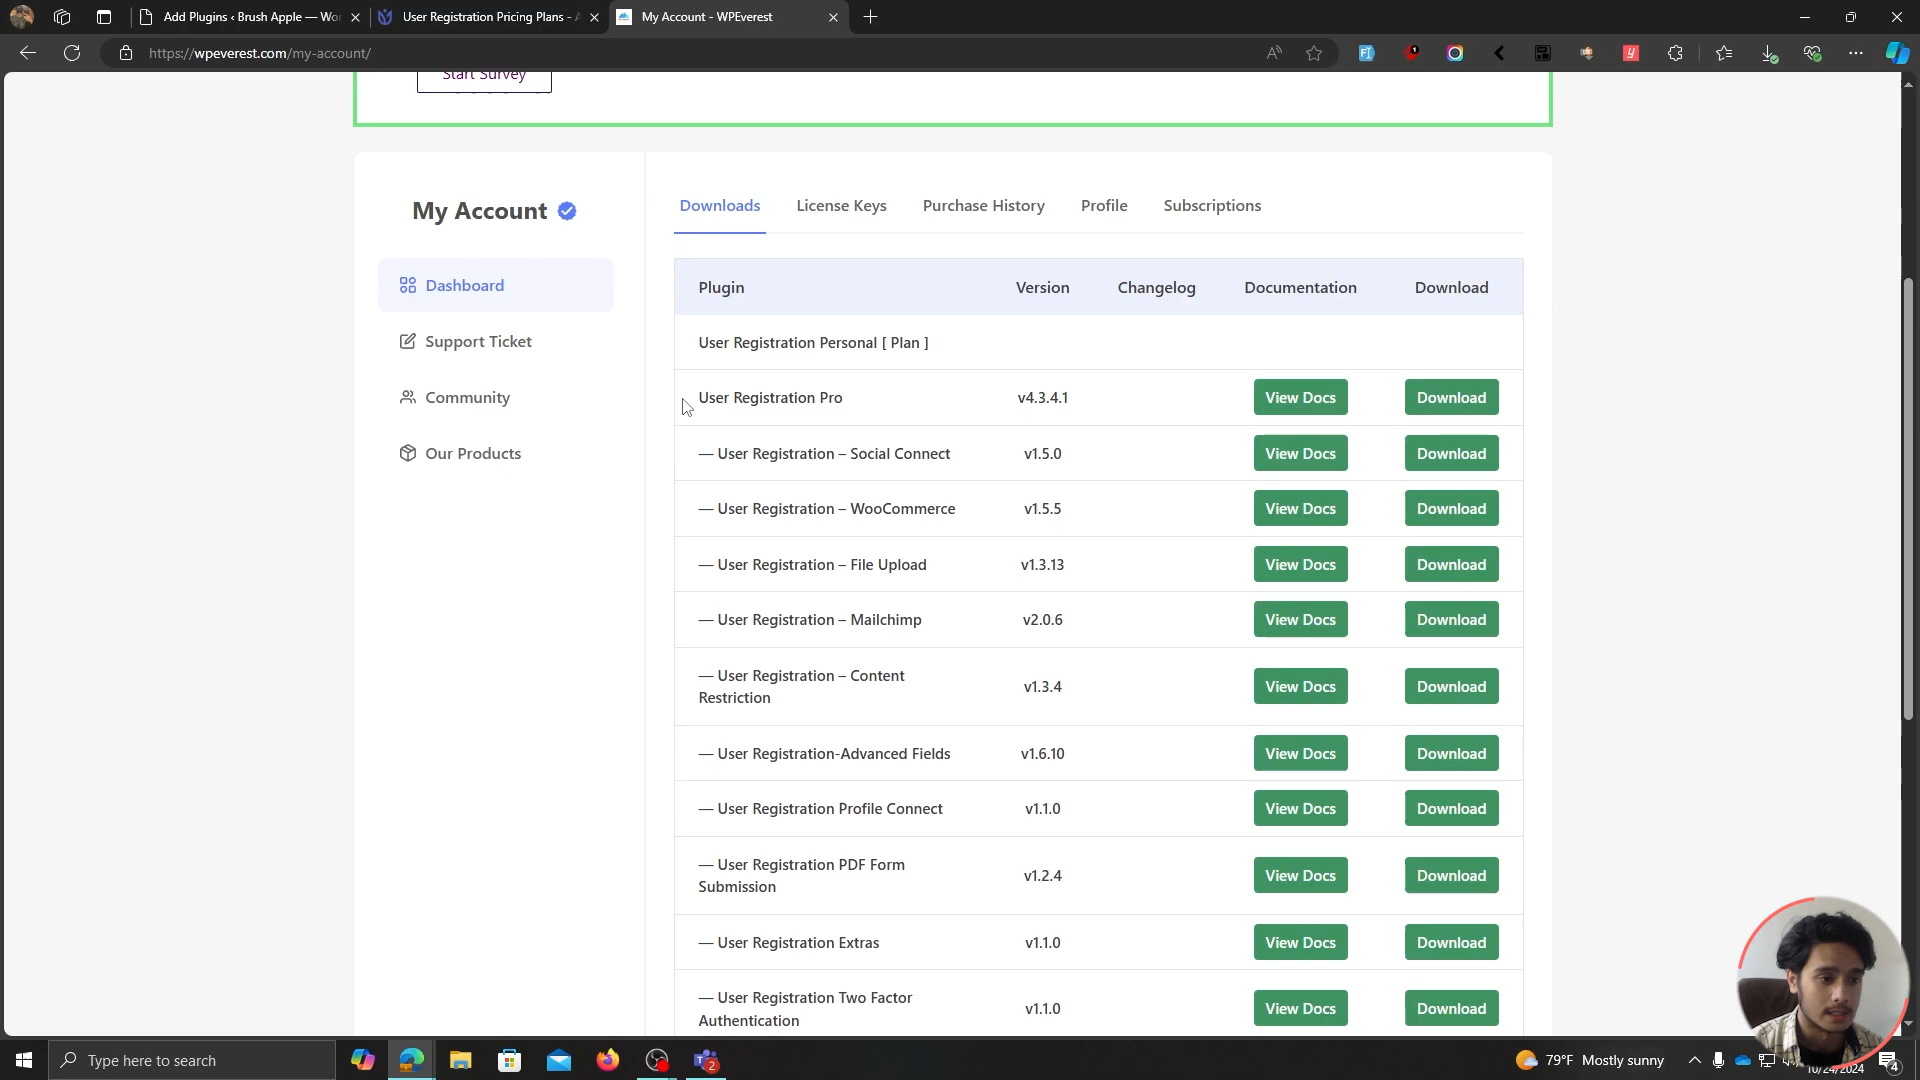 Add Plugins ‹ Brush Apple — Wo
User Registration Pricing Plans - A
My Account - WPEverest
https://wpeverest.com/my-account/
Start Survey
My Account
Dashboard
Support Ticket
Community
Our Products
Downloads License Keys Purchase History Profile Subscriptions
Plugin Version Changelog Documentation Download
User Registration Personal [ Plan ]
User Registration Pro v4.3.4.1 View Docs Download
— User Registration – Social Connect v1.5.0 View Docs Download
— User Registration – WooCommerce v1.5.5 View Docs Download
— User Registration – File Upload v1.3.13 View Docs Download
— User Registration – Mailchimp v2.0.6 View Docs Download
— User Registration – Content
Restriction v1.3.4 View Docs Download
— User Registration-Advanced Fields v1.6.10 View Docs Download
— User Registration Profile Connect v1.1.0 View Docs Download
— User Registration PDF Form
Submission v1.2.4 View Docs Download
— User Registration Extras v1.1.0 View Docs Download
— User Registration Two Factor
Authentication v1.1.0 View Docs Download
Type here to search
2
79°F Mostly sunny
10/24/2024
4